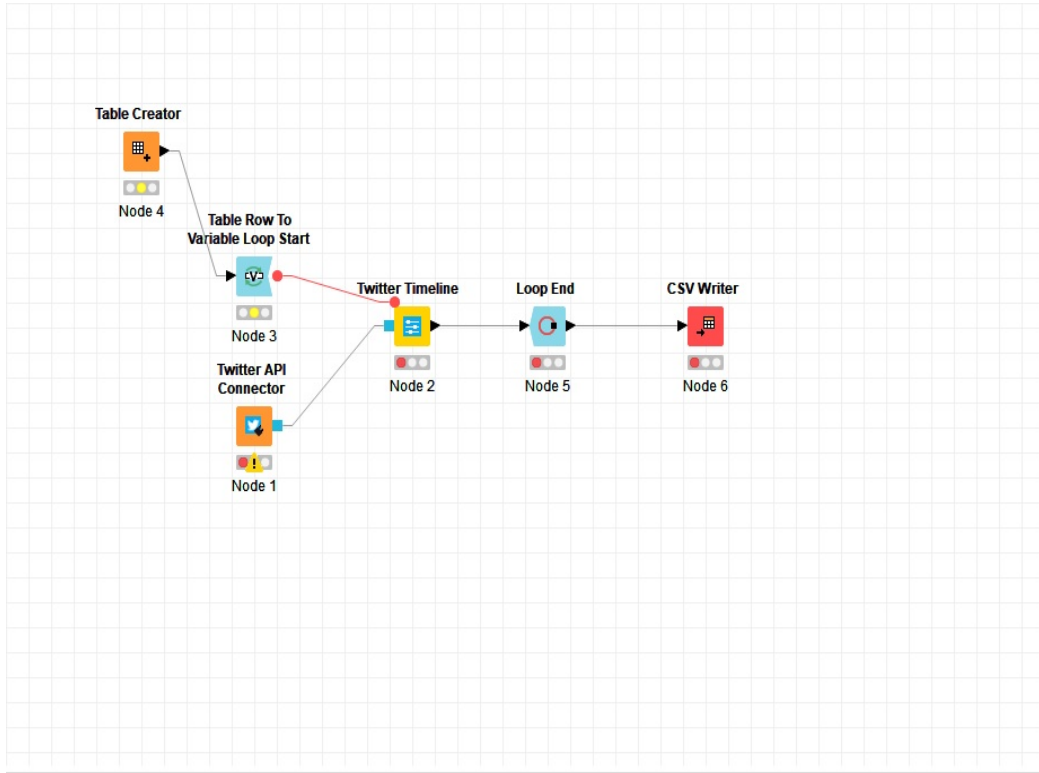 Table Creator
Node 4
Table Row To
Variable Loop Start
Node 3
Twitter Timeline
Node 2
Loop End
Node 5
CSV Writer
Node 6
Twitter API
Connector
Node 1